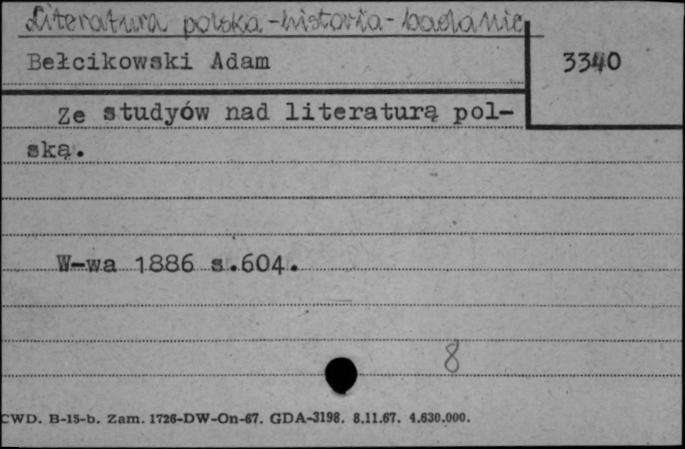 Literatura polska - historia - badanie
Bełcikowski Adam
3340
Ze studyów nad literaturą pol-
ską.
W-wa 1886 s.604.
8
CWD. B-15-b. Zam. 1726-DW-On-67. GDA-3198. 8.11.67. 4.630.000.